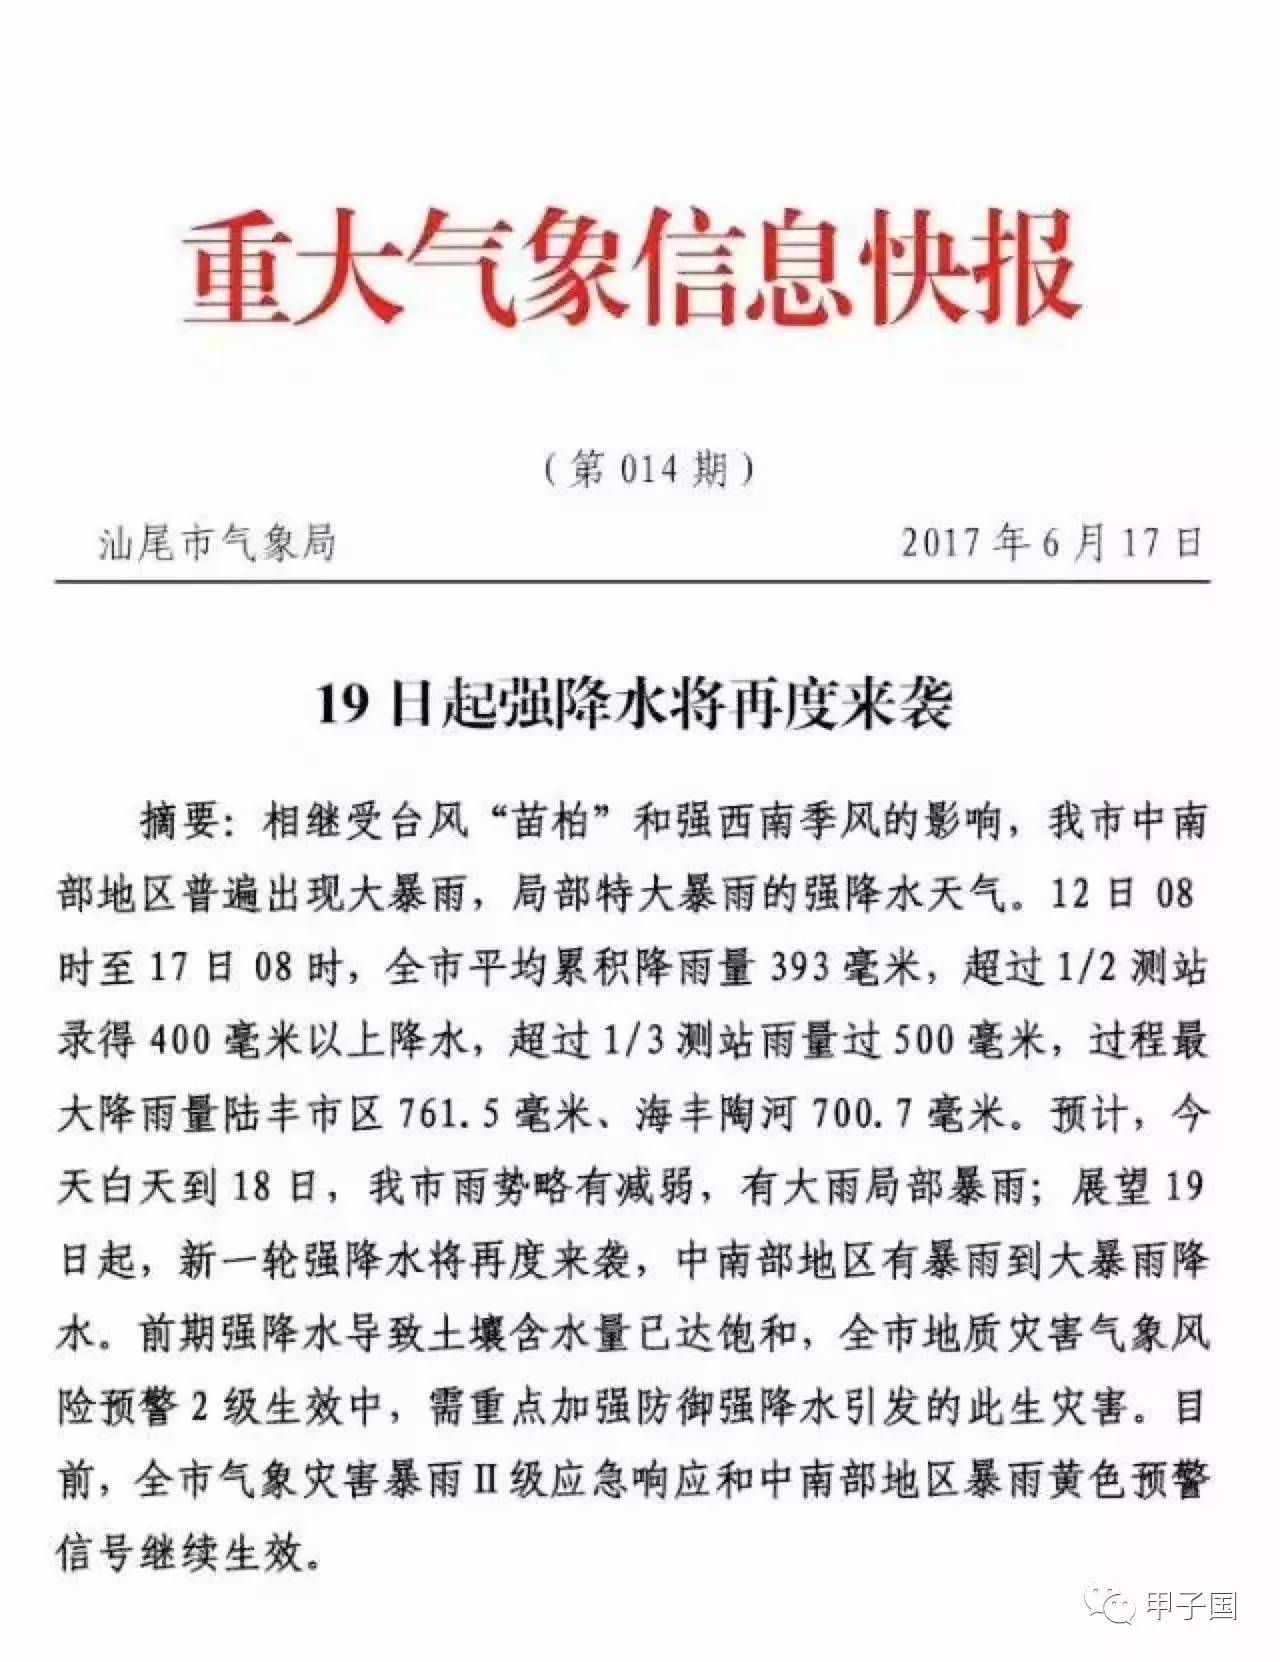 重大气象信息快报
（第 014 期）
汕尾市气象局 2017 年 6 月 17 日
19 日起强降水将再度来袭
摘要：相继受台风“苗柏”和强西南季风的影响，我市中南
部地区普遍出现大暴雨，局部特大暴雨的强降水天气。12 日 08
时至 17 日 08 时，全市平均累积降雨量 393 毫米，超过 1/2 测站
录得 400 毫米以上降水，超过 1/3 测站雨量过 500 毫米，过程最
大降雨量陆丰市区 761.5 毫米、海丰陶河 700.7 毫米。预计，今
天白天到 18 日，我市雨势略有减弱，有大雨局部暴雨；展望 19
日起，新一轮强降水将再度来袭，中南部地区有暴雨到大暴雨降
水。前期强降水导致土壤含水量已达饱和，全市地质灾害气象风
险预警 2 级生效中，需重点加强防御强降水引发的此生灾害。目
前，全市气象灾害暴雨Ⅱ级应急响应和中南部地区暴雨黄色预警
信号继续生效。
甲子国